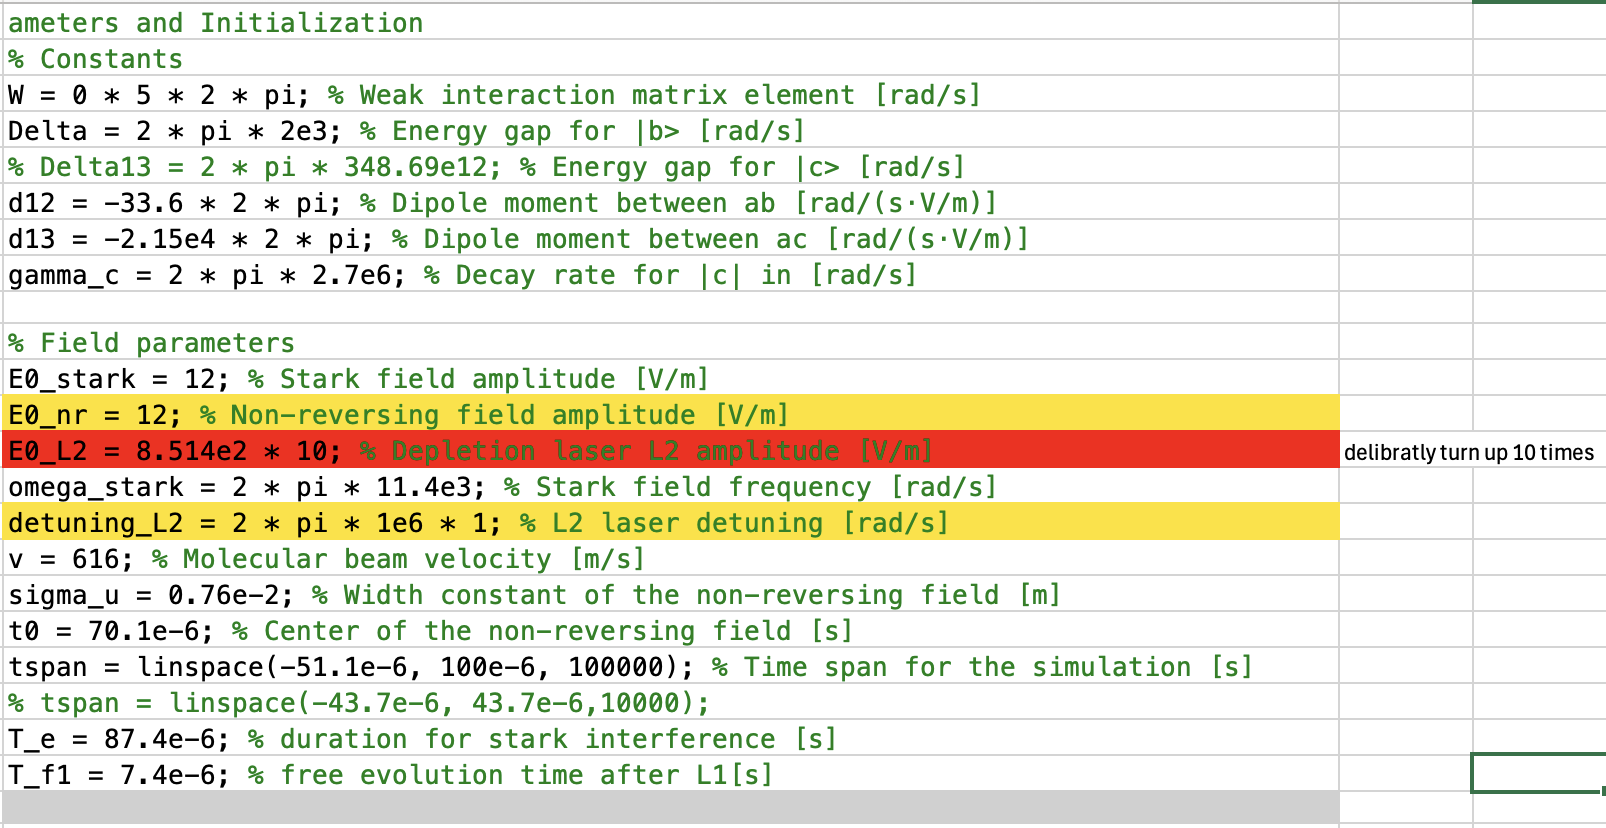 ameters and Initialization
% Constants
W = 0 * 5 * 2 * pi; % Weak interaction matrix element [rad/s]
Delta = 2 * pi * 2e3; % Energy gap for |b> [rad/s]
% Delta13 = 2 * pi * 348.69e12; % Energy gap for |c> [rad/s]
d12 = -33.6 * 2 * pi; % Dipole moment between ab [rad/(s·V/m)]
d13 = -2.15e4 * 2 * pi; % Dipole moment between ac [rad/(s·V/m)]
gamma_c = 2 * pi * 2.7e6; % Decay rate for |c| in [rad/s]
% Field parameters
E0_stark = 12; % Stark field amplitude [V/m]
E0_nr = 12; % Non-reversing field amplitude [V/m]
E0_L2 = 8.514e2 * 10; % Depletion laser L2 amplitude [V/m] delibratly turn up 10 times
omega_stark = 2 * pi * 11.4e3; % Stark field frequency [rad/s]
detuning_L2 = 2 * pi * 1e6 * 1; % L2 laser detuning [rad/s]
v = 616; % Molecular beam velocity [m/s]
sigma_u = 0.76e-2; % Width constant of the non-reversing field [m]
t0 = 70.1e-6; % Center of the non-reversing field [s]
tspan = linspace(-51.1e-6, 100e-6, 100000); % Time span for the simulation [s]
% tspan = linspace(-43.7e-6, 43.7e-6,10000);
T_e = 87.4e-6; % duration for stark interference [s]
T_f1 = 7.4e-6; % free evolution time after L1[s]